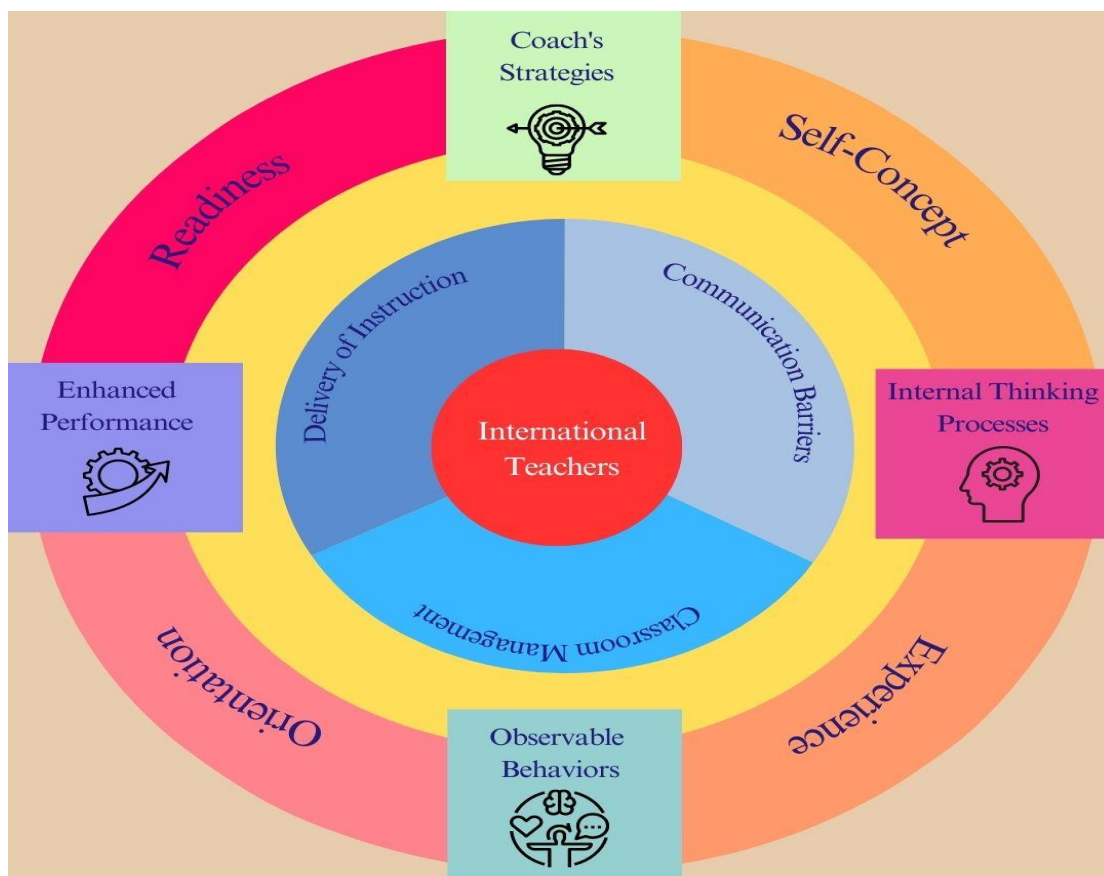 Coach's
Strategies
Readiness
Self-Concept
Delivery of Instruction
Communication Barriers
Enhanced
Performance
International
Teachers
Internal Thinking
Processes
Classroom Management
Orientation
Experience
Observable
Behaviors